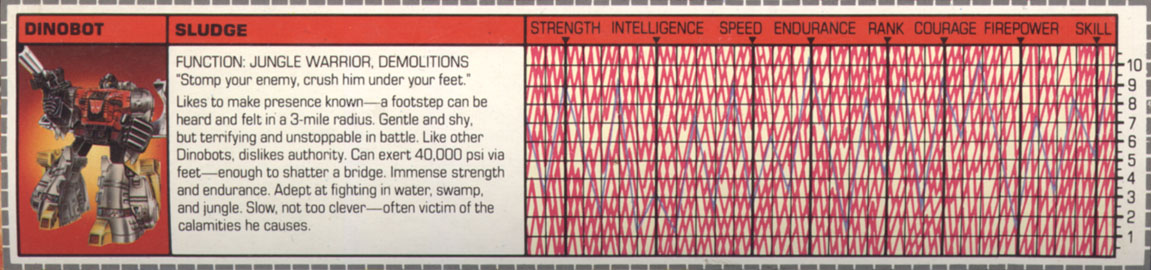 DINOBOT
SLUDGE
STRENGTH INTELLIGENCE SPEED ENDURANCE RANK COURAGE FIREPOWER SKILL
FUNCTION: JUNGLE WARRIOR, DEMOLITIONS
"Stomp your enemy, crush him under your feet."
Likes to make presence known—a footstep can be
heard and felt in a 3-mile radius. Gentle and shy,
but terrifying and unstoppable in battle. Like other
Dinobots, dislikes authority. Can exert 40,000 psi via
feet—enough to shatter a bridge. Immense strength
and endurance. Adept at fighting in water, swamp,
and jungle. Slow, not too clever—often victim of the
calamities he causes.
10
9
8
7
6
5
4
3
2
1